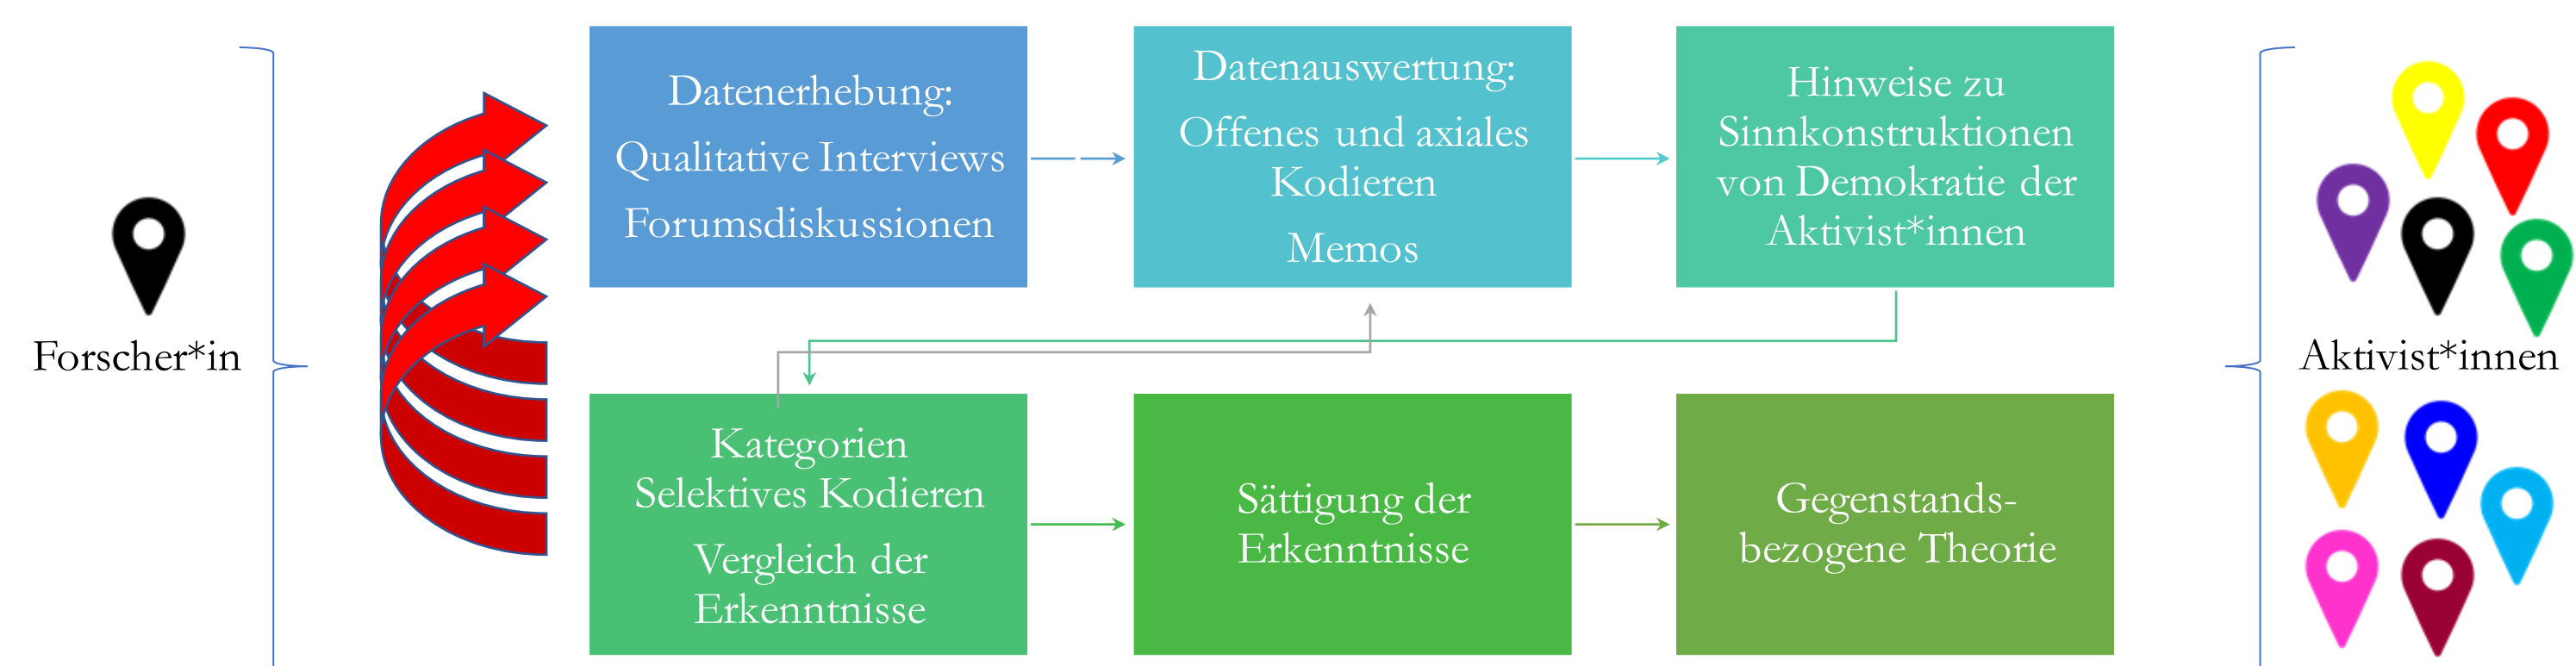 Forscher*in
Datenerhebung:
Qualitative Interviews
Forumsdiskussionen
Datenauswertung:
Offenes und axiales
Kodieren
Memos
Hinweise zu
Sinnkonstruktionen
von Demokratie der
Aktivist*innen
Kategorien
Selektives Kodieren
Vergleich der
Erkenntnisse
Sättigung der
Erkenntnisse
Gegenstands-
bezogene Theorie
Aktivist*innen